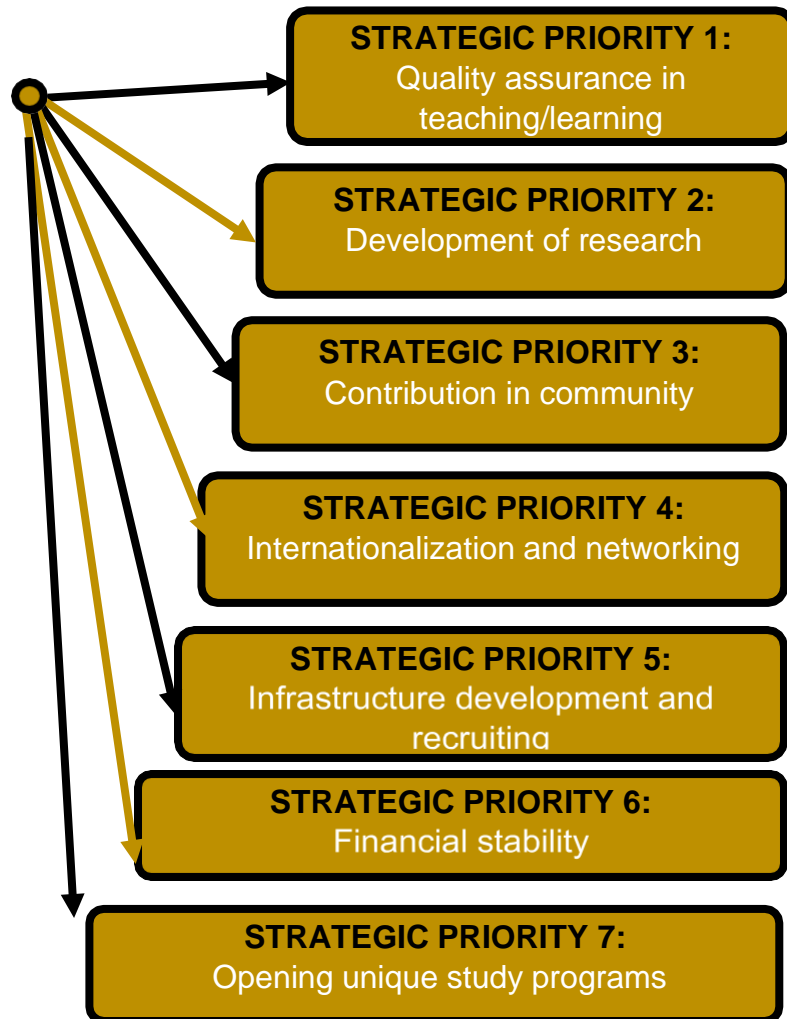 STRATEGIC PRIORITY 1:
Quality assurance in
teaching/learning
STRATEGIC PRIORITY 2:
Development of research
STRATEGIC PRIORITY 3:
Contribution in community
STRATEGIC PRIORITY 4:
Internationalization and networking
STRATEGIC PRIORITY 5:
Infrastructure development and
recruiting
STRATEGIC PRIORITY 6:
Financial stability
STRATEGIC PRIORITY 7:
Opening unique study programs